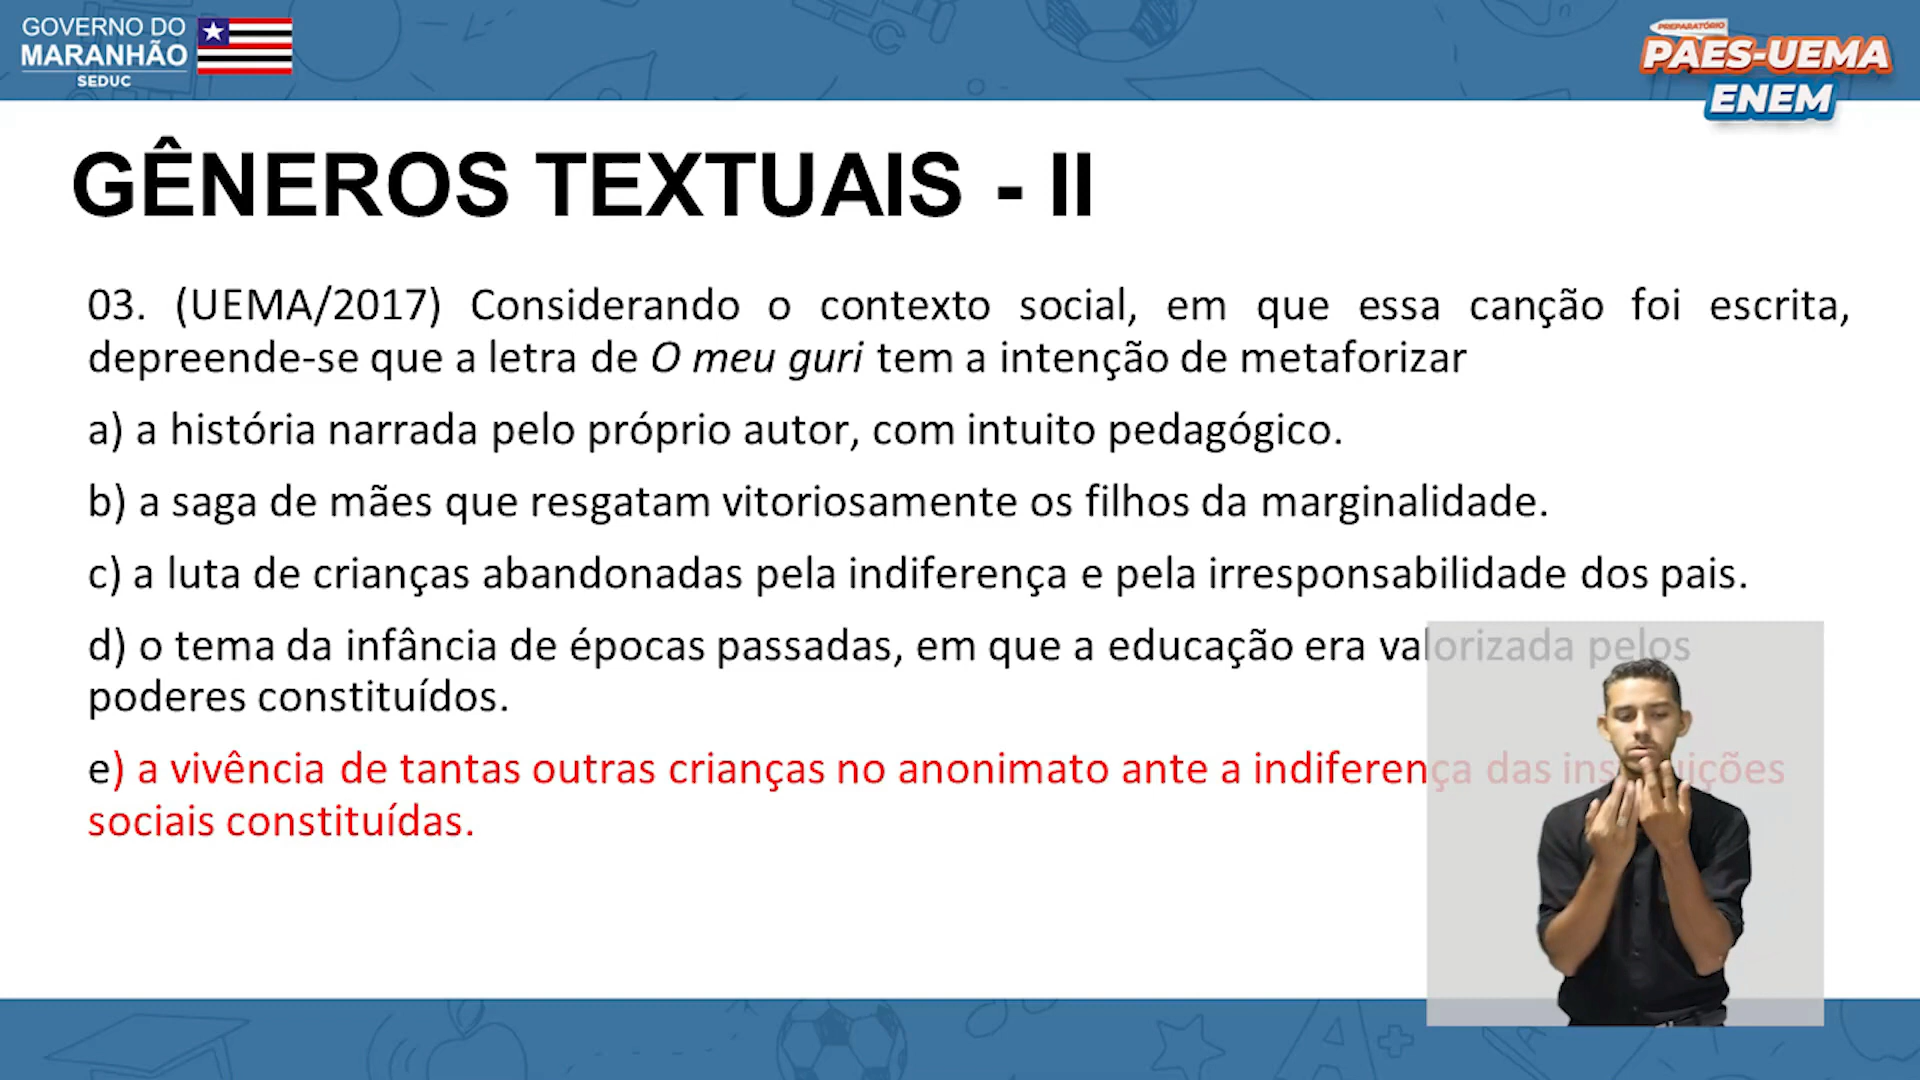 GOVERNO DO
MARANHÃO
SEDUC
PREPARATÓRIO
PAES-UEMA
ENEM
GÊNEROS TEXTUAIS - II
03. (UEMA/2017) Considerando o contexto social, em que essa canção foi escrita,
depreende-se que a letra de O meu guri tem a intenção de metaforizar
a) a história narrada pelo próprio autor, com intuito pedagógico.
b) a saga de mães que resgatam vitoriosamente os filhos da marginalidade.
c) a luta de crianças abandonadas pela indiferença e pela irresponsabilidade dos pais.
d) o tema da infância de épocas passadas, em que a educação era valorizada pelos
poderes constituídos.
e) a vivência de tantas outras crianças no anonimato ante a indiferença das instituições
sociais constituídas.